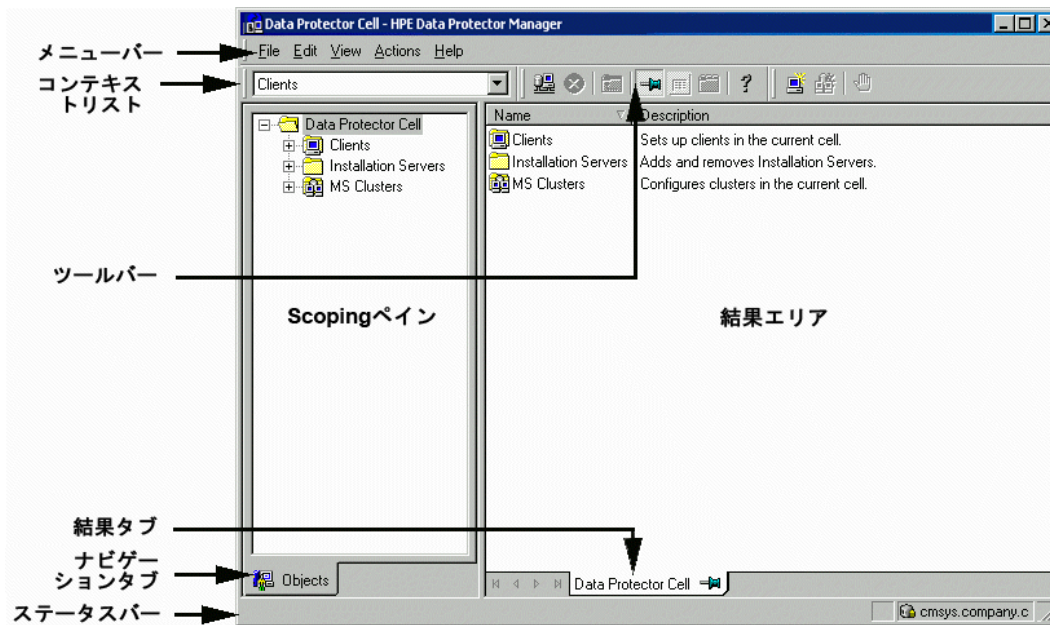 Data Protector Cell - HPE Data Protector Manager
メニューバー
File Edit View Actions Help
コンテキス
トリスト
Clients
?
Data Protector Cell
Clients
Installation Servers
MS Clusters
Name Description
Clients Sets up clients in the current cell.
Installation Servers Adds and removes Installation Servers.
MS Clusters Configures clusters in the current cell.
ツールバー
Scopingペイン
結果エリア
結果タブ
ナビゲー
ションタブ
Objects
Data Protector Cell
ステータスバー
cmsys.company.c